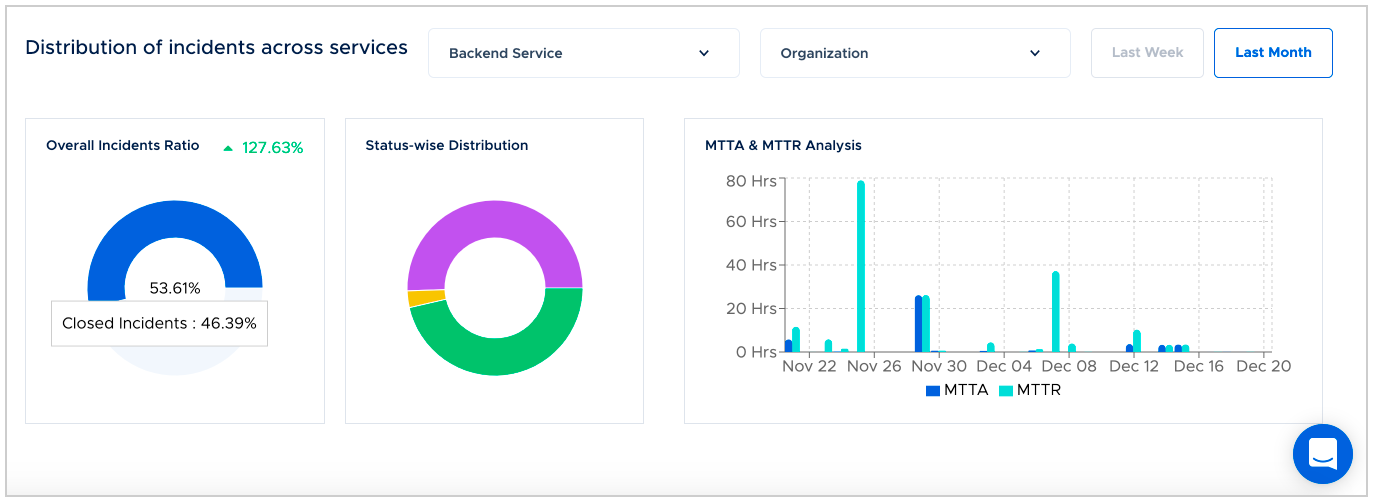 Distribution of incidents across services
Backend Service
Organization
Last Week
Last Month
Overall Incidents Ratio
127.63%
53.61%
Closed Incidents : 46.39%
Status-wise Distribution
MTTA & MTTR Analysis
80 Hrs
60 Hrs
40 Hrs
20 Hrs
0 Hrs
Nov 22 Nov 26 Nov 30 Dec 04 Dec 08 Dec 12 Dec 16 Dec 20
MTTA MTTR